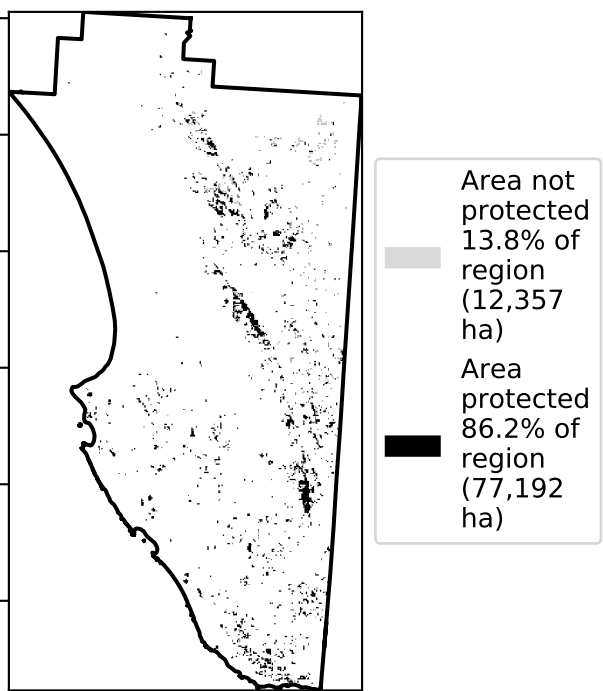 Area not
protected
13.8% of
region
(12,357
ha)
Area
protected
86.2% of
region
(77,192
ha)